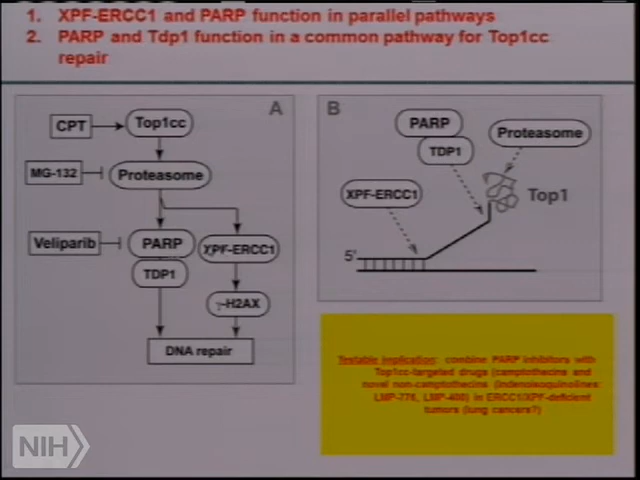 1. XPF-ERCC1 and PARP function in parallel pathways
2. PARP and Tdp1 function in a common pathway for Top1cc
repair
A
CPT
Top1cc
MG-132
Proteasome
Veliparib
PARP
XPF-ERCC1
TDP1
γ-H2AX
DNA repair
B
PARP
Proteasome
TDP1
XPF-ERCC1
Top1
5'
Testable implication: combine PARP inhibitors with
Top1cc-targeted drugs (camptothecins and
novel non-camptothecins (indenoisoquinolines:
LMP-776, LMP-400) in ERCC1/XPF-deficient
tumors (lung cancers?)
NIH